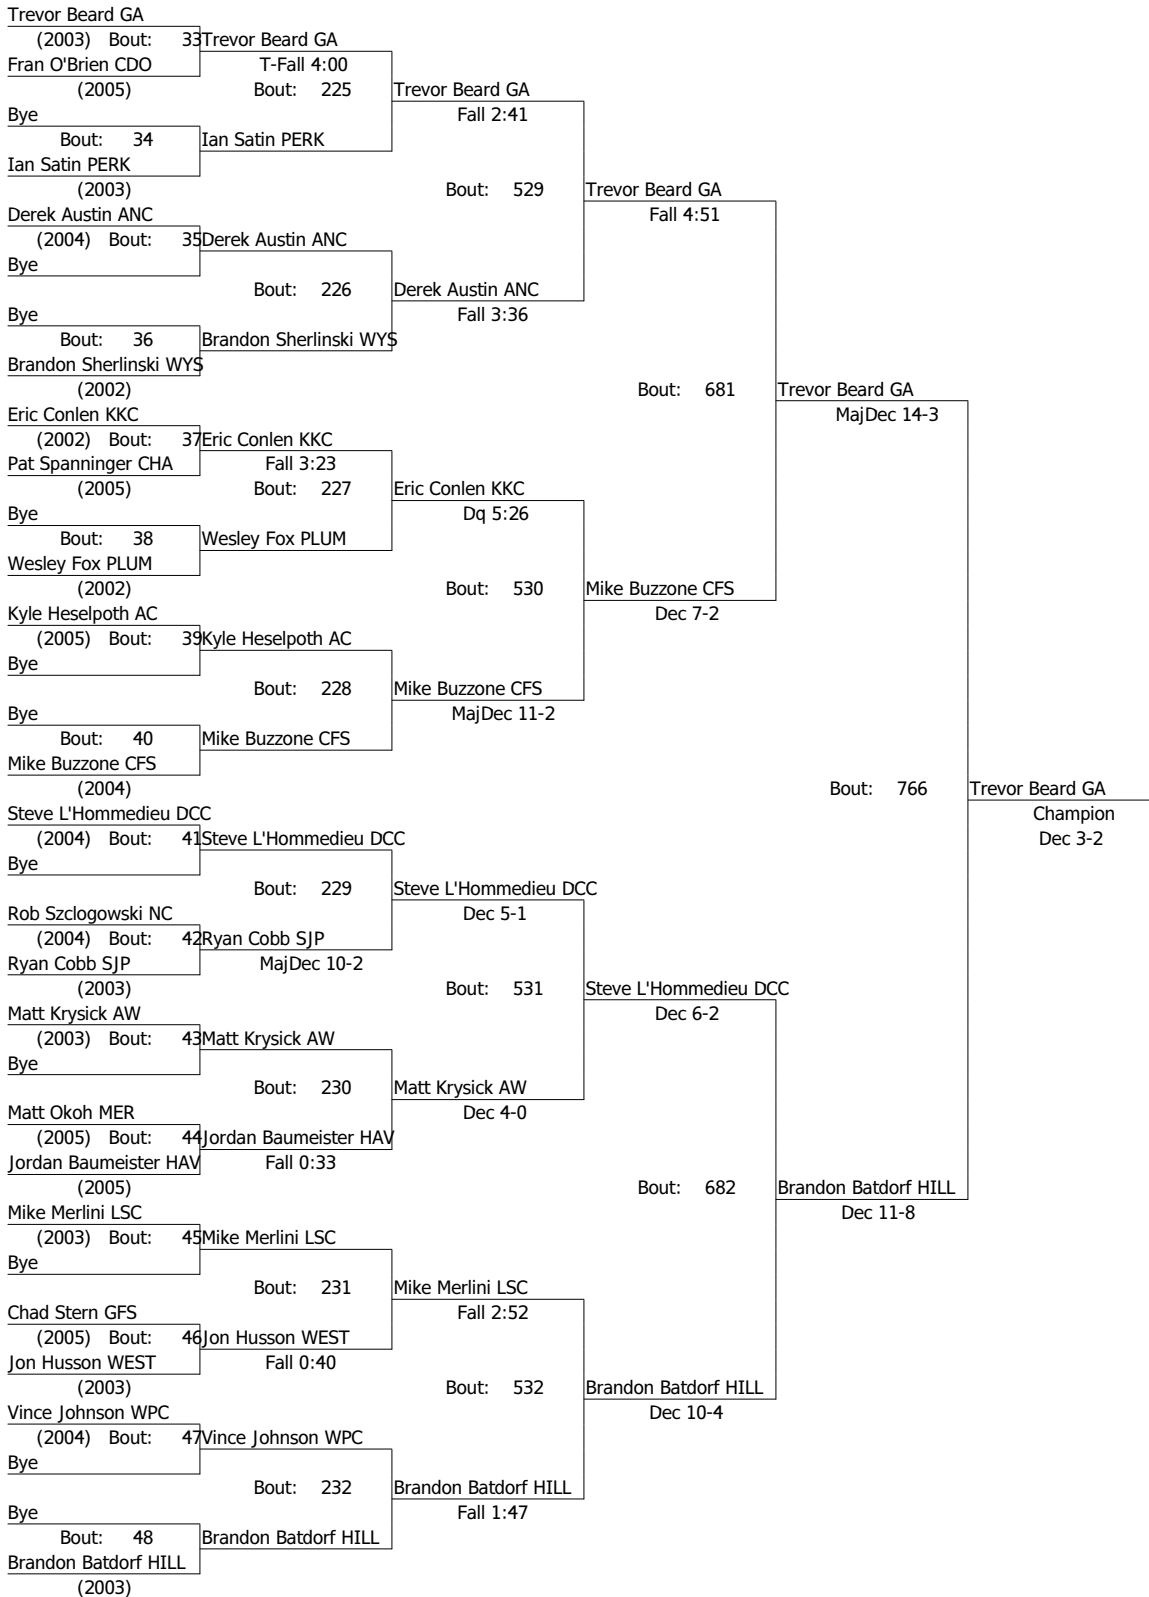 Trevor Beard GA
(2003) Bout: 33 Trevor Beard GA
Fran O'Brien CDO T-Fall 4:00
(2005) Bout: 225 Trevor Beard GA
Bye Fall 2:41
Bout: 34 Ian Satin PERK
Ian Satin PERK
(2003) Bout: 529 Trevor Beard GA
Derek Austin ANC Fall 4:51
(2004) Bout: 35 Derek Austin ANC
Bye
Bout: 226 Derek Austin ANC
Bye Fall 3:36
Bout: 36 Brandon Sherlinski WYS
Brandon Sherlinski WYS
(2002) Bout: 681 Trevor Beard GA
Eric Conlen KKC MajDec 14-3
(2002) Bout: 37 Eric Conlen KKC
Pat Spanninger CHA Fall 3:23
(2005) Bout: 227 Eric Conlen KKC
Bye Dq 5:26
Bout: 38 Wesley Fox PLUM
Wesley Fox PLUM
(2002) Bout: 530 Mike Buzzone CFS
Kyle Heselpoth AC Dec 7-2
(2005) Bout: 39 Kyle Heselpoth AC
Bye
Bout: 228 Mike Buzzone CFS
Bye MajDec 11-2
Bout: 40 Mike Buzzone CFS
Mike Buzzone CFS
(2004) Bout: 766 Trevor Beard GA
Steve L'Hommedieu DCC Champion
(2004) Bout: 41 Steve L'Hommedieu DCC Dec 3-2
Bye
Bout: 229 Steve L'Hommedieu DCC
Rob Szclogowski NC Dec 5-1
(2004) Bout: 42 Ryan Cobb SJP
Ryan Cobb SJP MajDec 10-2
(2003) Bout: 531 Steve L'Hommedieu DCC
Matt Krysick AW Dec 6-2
(2003) Bout: 43 Matt Krysick AW
Bye
Bout: 230 Matt Krysick AW
Matt Okoh MER Dec 4-0
(2005) Bout: 44 Jordan Baumeister HAV
Jordan Baumeister HAV Fall 0:33
(2005) Bout: 682 Brandon Batdorf HILL
Mike Merlini LSC Dec 11-8
(2003) Bout: 45 Mike Merlini LSC
Bye
Bout: 231 Mike Merlini LSC
Chad Stern GFS Fall 2:52
(2005) Bout: 46 Jon Husson WEST
Jon Husson WEST Fall 0:40
(2003) Bout: 532 Brandon Batdorf HILL
Vince Johnson WPC Dec 10-4
(2004) Bout: 47 Vince Johnson WPC
Bye
Bout: 232 Brandon Batdorf HILL
Bye Fall 1:47
Bout: 48 Brandon Batdorf HILL
Brandon Batdorf HILL
(2003)